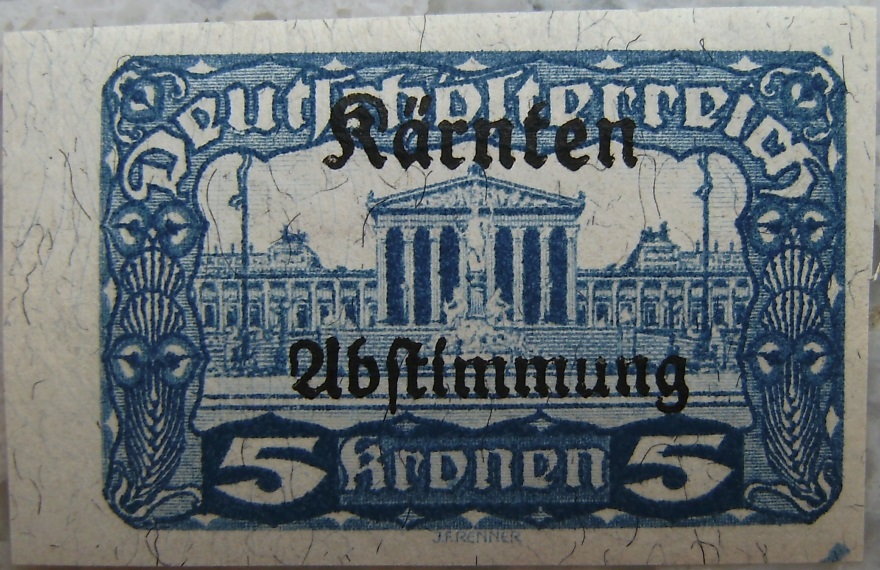 Deutschösterreich
Kärnten
Abstimmung
5 Kronen 5
J.F.RENNER